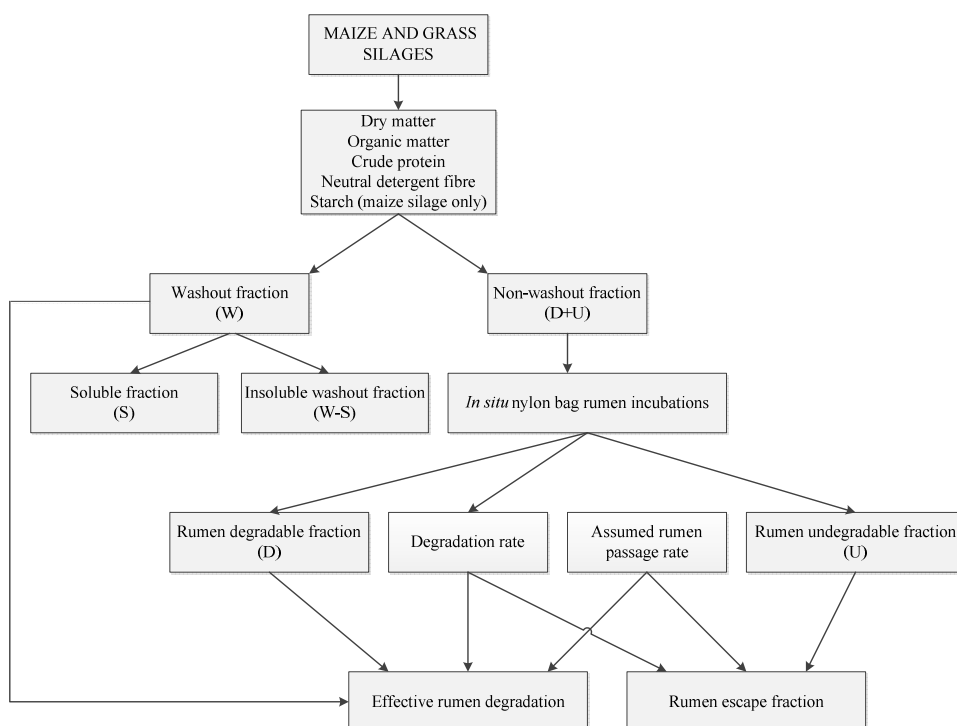 MAIZE AND GRASS
SILAGES
Dry matter
Organic matter
Crude protein
Neutral detergent fibre
Starch (maize silage only)
Washout fraction
(W)
Non-washout fraction
(D+U)
Soluble fraction
(S)
Insoluble washout fraction
(W-S)
In situ nylon bag rumen incubations
Rumen degradable fraction
(D)
Degradation rate
Assumed rumen
passage rate
Rumen undegradable fraction
(U)
Effective rumen degradation
Rumen escape fraction